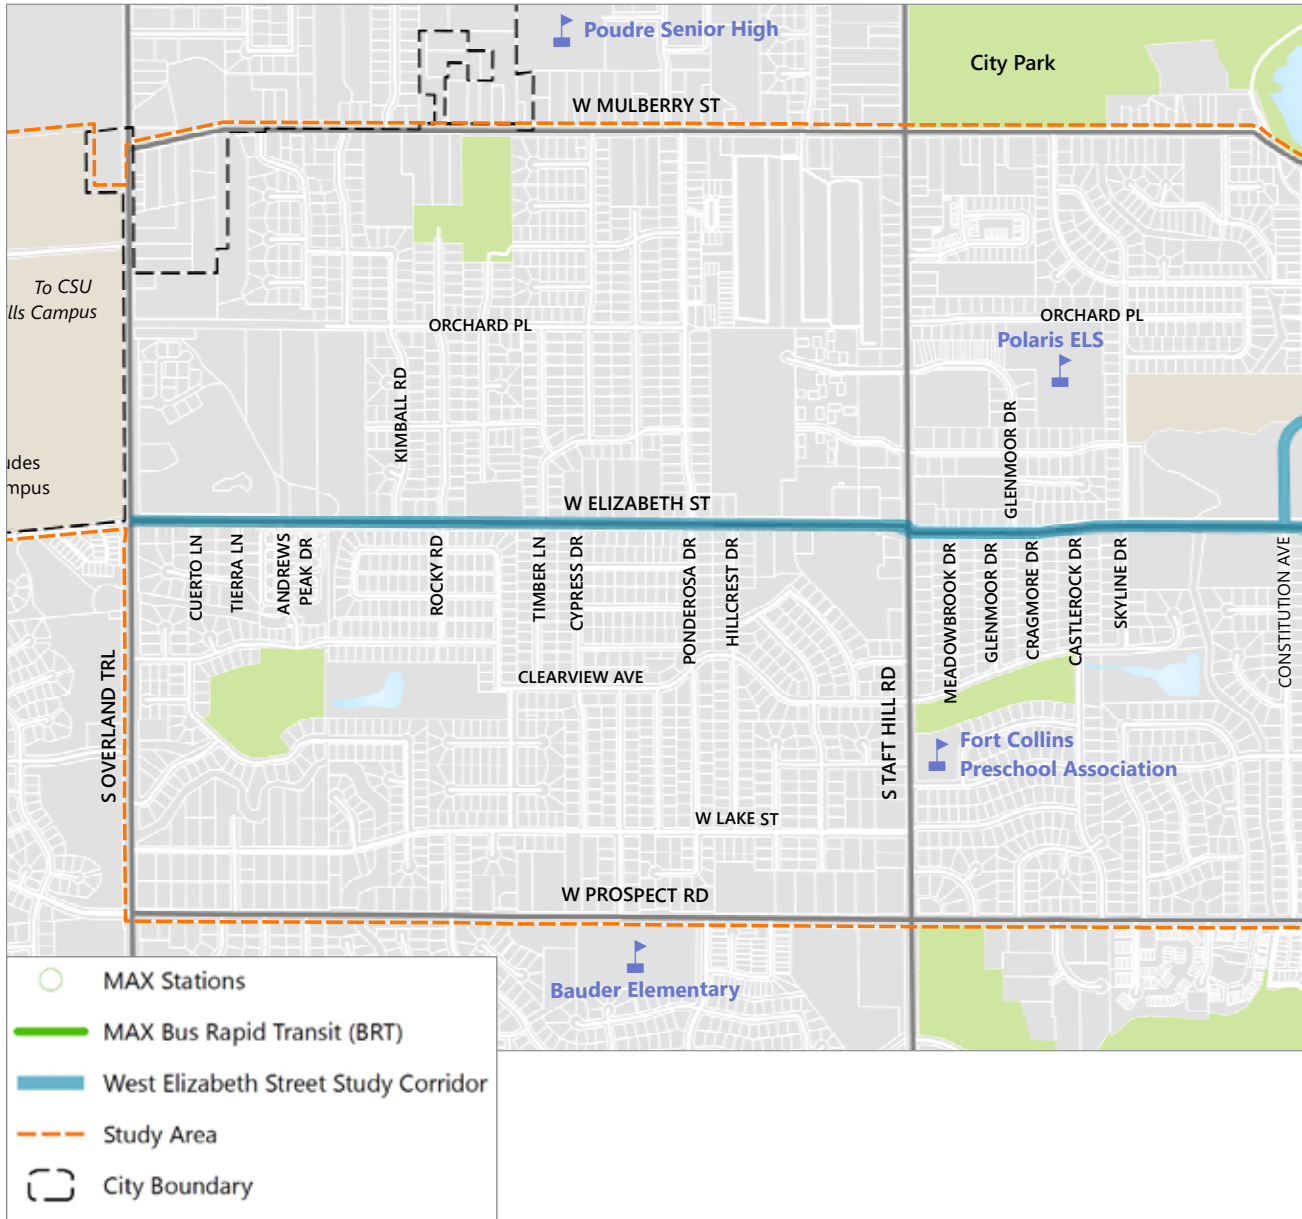 Poudre Senior High
City Park
W MULBERRY ST
To CSU
lls Campus
ORCHARD PL
ORCHARD PL
Polaris ELS
KIMBALL RD
GLENMOOR DR
udes
mpus
W ELIZABETH ST
CUERTO LN
TIERRA LN
ANDREWS
PEAK DR
ROCKY RD
TIMBER LN
CYPRESS DR
PONDEROSA DR
HILLCREST DR
MEADOWBROOK DR
GLENMOOR DR
CRAGMORE DR
CASTLEROCK DR
SKYLINE DR
CONSTITUTION AVE
S OVERLAND TRL
CLEARVIEW AVE
S TAFT HILL RD
Fort Collins
Preschool Association
W LAKE ST
W PROSPECT RD
Bauder Elementary
MAX Stations
MAX Bus Rapid Transit (BRT)
West Elizabeth Street Study Corridor
Study Area
City Boundary